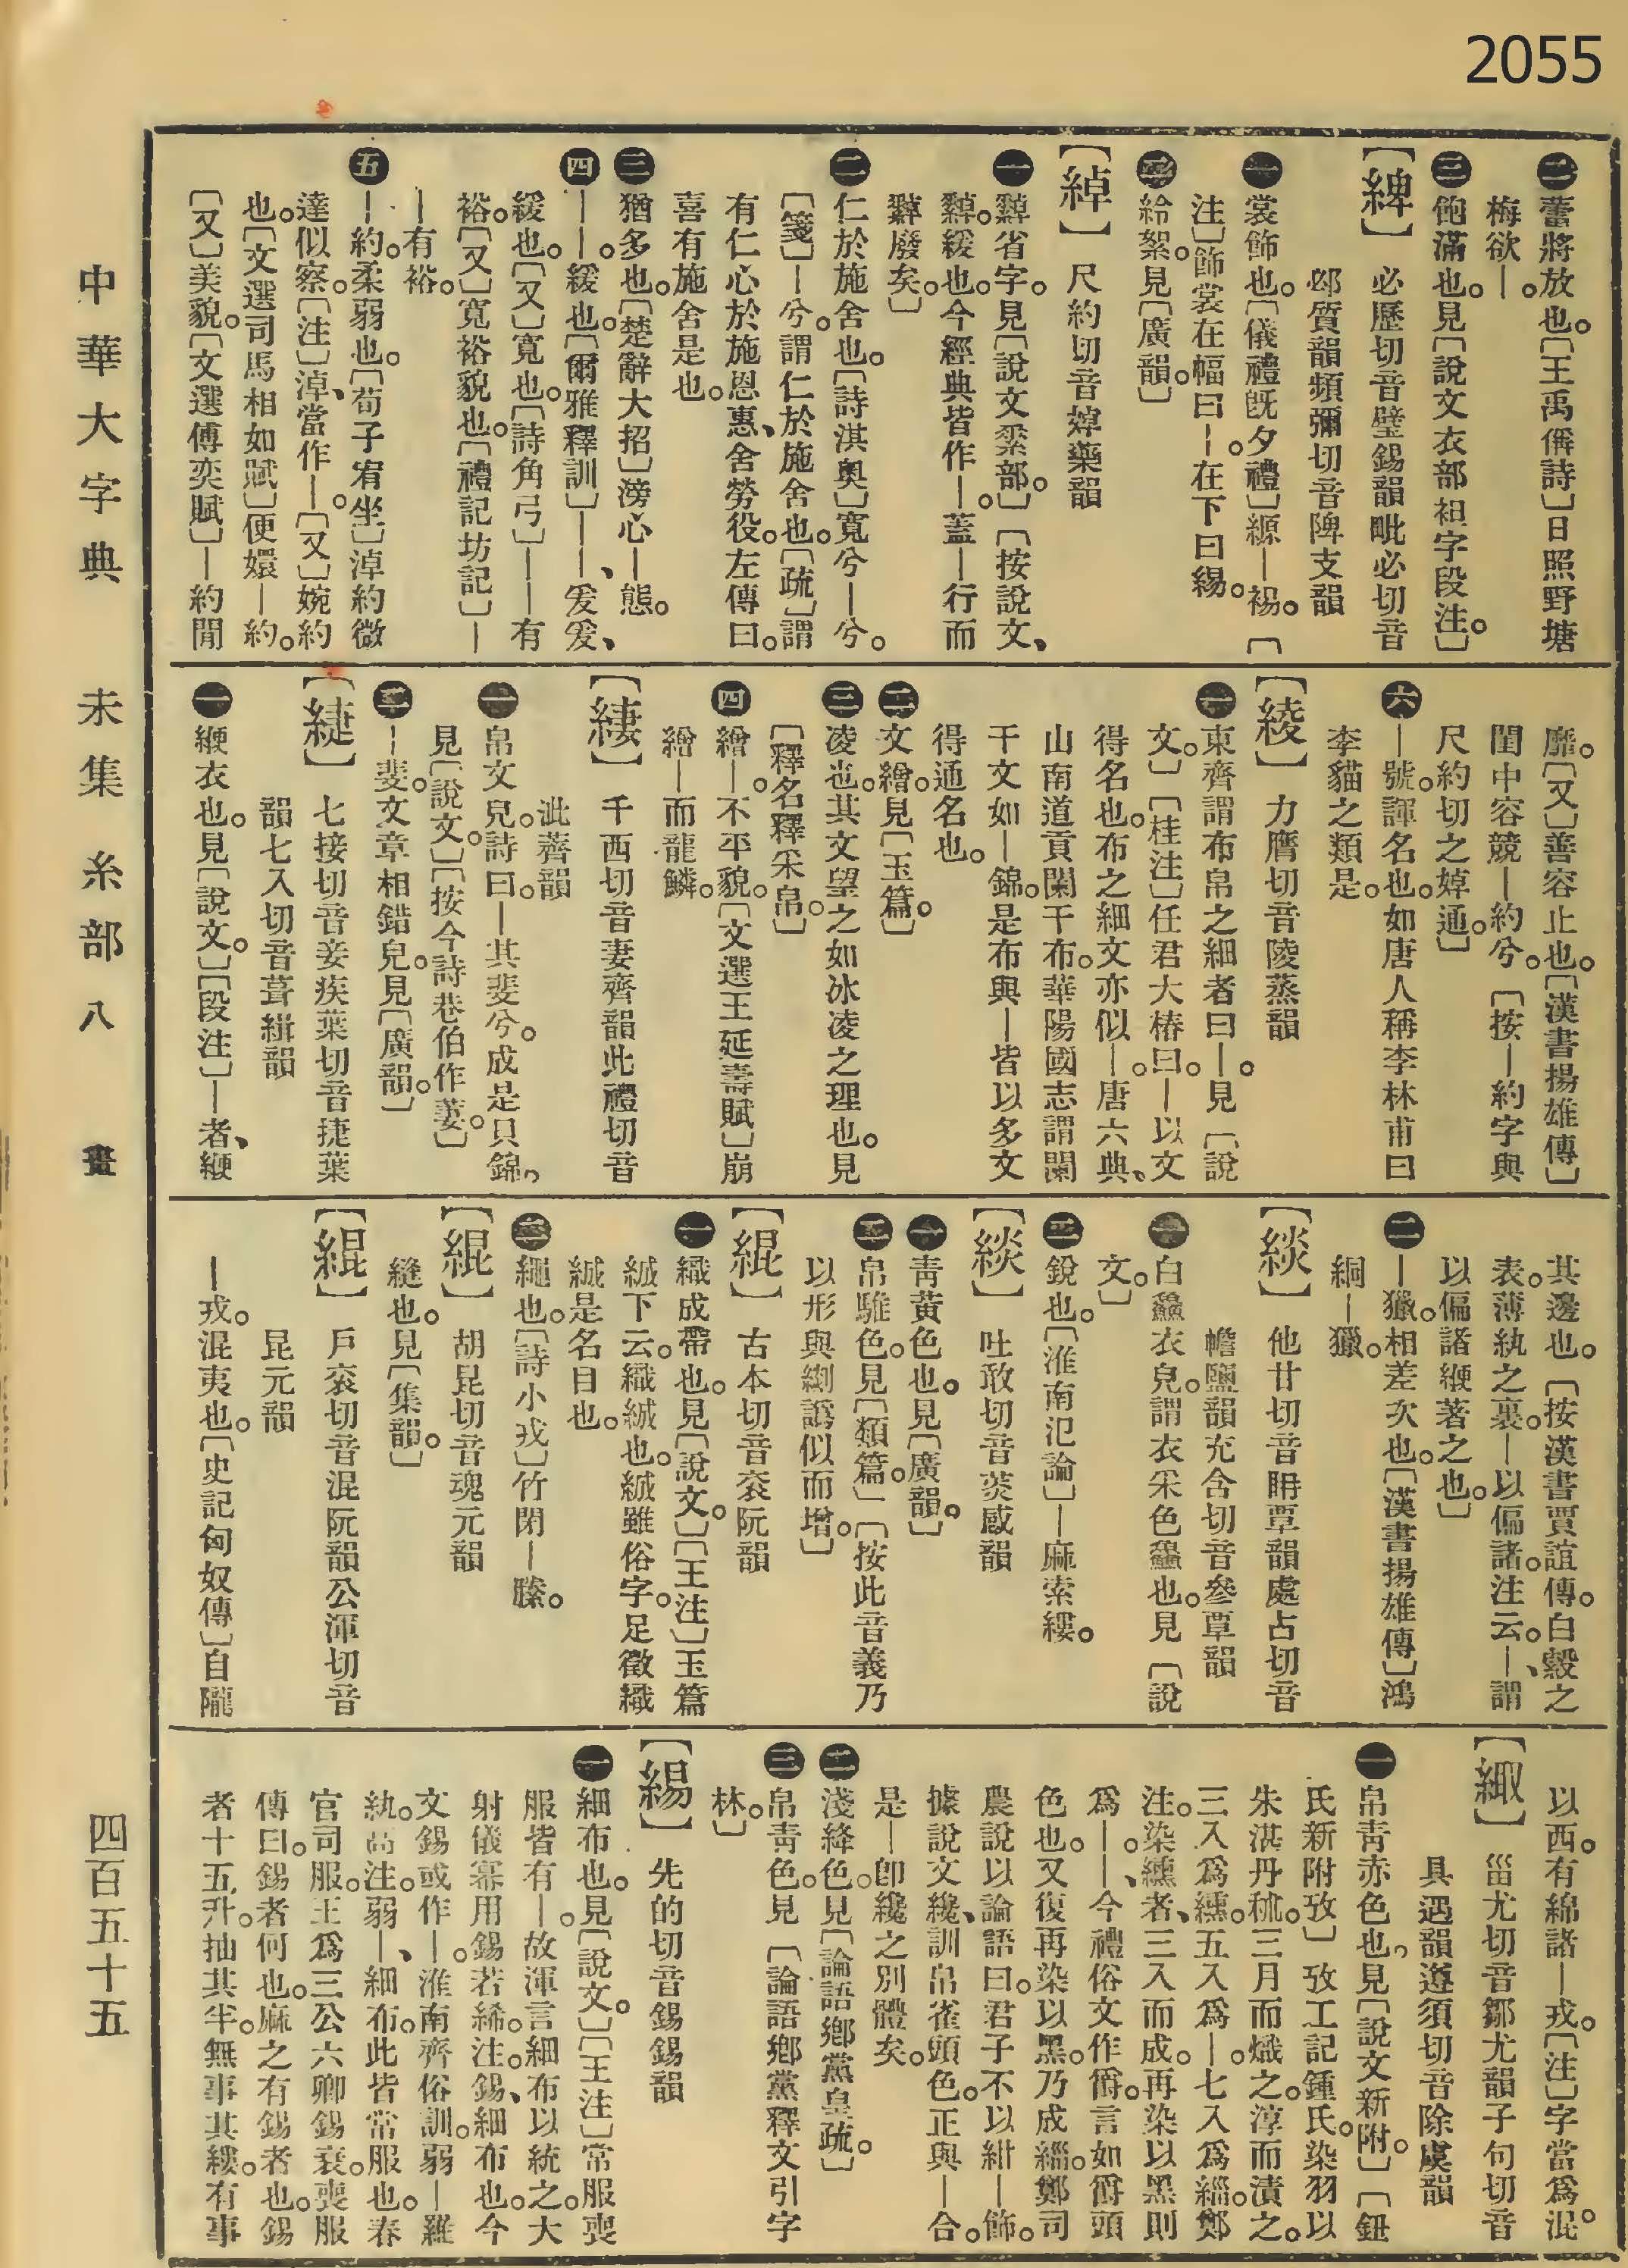 2055
㊁蕾將放也。〔王禹偁詩〕日照野塘
梅欲—。
㊂飽滿也。見〔說文衣部袒字段注。〕
【綼】必歷切音璧錫韻毗必切音
邲質韻頻彌切音陴支韻
㊀裳飾也。〔儀禮旣夕禮〕縓—緆。〔
注〕飾裳在幅曰—。在下曰緆。
㊁紟絮。見〔廣韻。〕
【綽】尺約切音婥藥韻
㊀繛省字。見〔說文素部。〕〔按說文、
繛。緩也。今經典皆作—。蓋—行而
繛廢矣。〕
㊁仁於施舍也。〔詩淇奧〕寬兮—兮。
〔箋〕—兮。謂仁於施舍也。〔疏〕謂
有仁心於施恩惠、舍勞役。左傳曰。
喜有施舍是也。
㊂猶多也。〔楚辭大招〕滂心—態。
㊃——。緩也。〔爾雅釋訓〕——、爰爰、
緩也。〔又〕寬也。〔詩角弓〕——有
裕。〔又〕寬裕貌也。〔禮記坊記〕—
—有裕。
㊄—約。柔弱也。〔荀子宥坐〕淖約微
達似察。〔注〕淖、當作—。〔又〕婉約
也。〔文選司馬相如賦〕便嬛—約。
〔又〕美貌。〔文選傅奕賦〕—約閒
靡。〔又〕善容止也。〔漢書揚雄傳〕
閨中容競—約兮。〔按—約字與
尺約切之婥通。〕
㊅—號。諢名也。如唐人稱李林甫曰
李貓之類是。
【綾】力膺切音陵蒸韻
㊀東齊謂布帛之細者曰—。見〔說
文。〕〔桂注〕任君大椿曰。—以文
得名也。布之細文亦似—。唐六典、
山南道貢闌干布。華陽國志謂闌
干文如—錦。是布與—皆以多文
得通名也。
㊁文繒。見〔玉篇。〕
㊂凌也。其文望之如冰凌之理也。見
〔釋名釋采帛。〕
㊃繒—。不平貌。〔文選王延壽賦〕崩
繒—而龍鱗。
【緀】千西切音妻齊韻此禮切音
泚薺韻
㊀帛文皃。詩曰。—其斐兮。成是貝錦。
見〔說文。〕〔按今詩巷伯作萋。〕
㊁—斐。文章相錯皃。見〔廣韻。〕
【緁】七接切音妾疾葉切音捷葉
韻七入切音葺緝韻
㊀緶衣也。見〔說文。〕〔段注〕—者、緶
其邊也。〔按漢書賈誼傳。白縠之
表。薄紈之裏。—以偏諸。注云。—、謂
以偏諸緶著之也。〕
㊁—獵。相差次也。〔漢書揚雄傳〕鴻
絧—獵。
【緂】他甘切音聃覃韻處占切音
幨鹽韻充含切音參覃韻
㊀白鱻衣皃。謂衣采色鱻也。見〔說
文。〕
㊁銳也。〔淮南氾論〕—麻索縷。
【緂】吐敢切音菼感韻
㊀靑黃色也。見〔廣韻。〕
㊁帛騅色。見〔類篇。〕〔按此音義乃
以形與緅譌似而增。〕
【緄】古本切音袞阮韻
㊀織成帶也。見〔說文。〕〔王注〕玉篇
絾下云。織絾也。絾雖俗字。足徵織
絾是名目也。
㊁繩也。〔詩小戎〕竹閉—縢。
【緄】胡昆切音魂元韻
縫也。見〔集韻。〕
【緄】戶袞切音混阮韻公渾切音
昆元韻
—戎。混夷也。〔史記匈奴傳〕自隴
以西。有綿諸—戎。〔注〕字當爲混。
【緅】甾尤切音鄒尤韻子句切音
具遇韻遵須切音除虞韻
㊀帛靑赤色也。見〔說文新附。〕〔鈕
氏新附攷〕攷工記鍾氏。染羽以
朱湛丹秫。三月而熾之。淳而漬之。
三入爲纁。五入爲—。七入爲緇。鄭
注。染纁者、三入而成。再染以黑則
爲—。—、今禮俗文作爵。言如爵頭
色也。又復再染以黑。乃成緇。鄭司
農說以論語曰。君子不以紺—飾。
據說文纔、訓帛雀頭色。正與—合。
是—卽纔之別體矣。
㊁淺絳色。見〔論語鄉黨皇疏。〕
㊂帛靑色。見〔論語鄉黨釋文引字
林。〕
【緆】先的切音錫錫韻
㊀細布也。見〔說文。〕〔王注〕常服喪
服皆有—。故渾言細布以統之。大
射儀冪用錫若絺。注。錫、細布也。今
文錫或作—。淮南齊俗訓。弱—羅
紈。高注。弱—、細布。此皆常服也。春
官司服。王爲三公六卿錫衰。喪服
傳曰。錫者何也。麻之有錫者也。錫
者十五升。抽其半。無事其縷。有事
中華大字典 未集 糸部 八畫 四百五十五